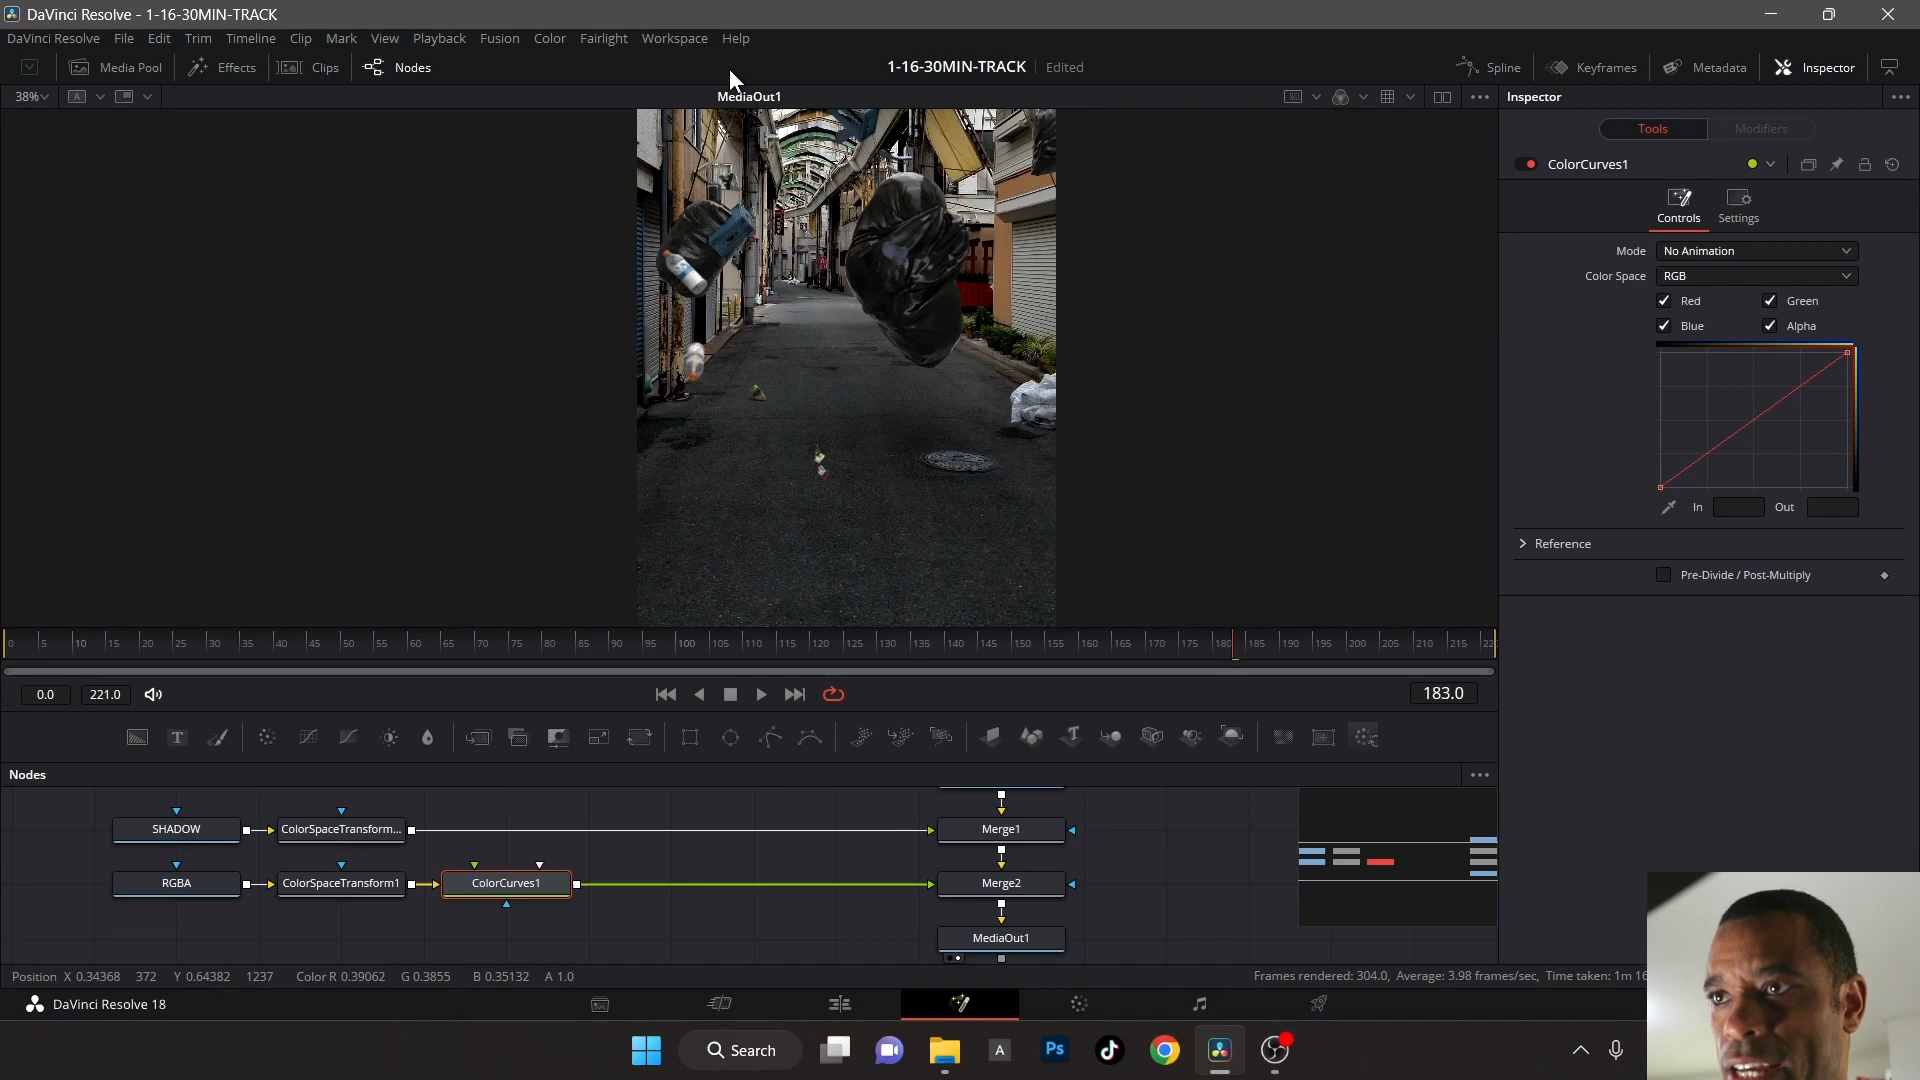 DaVinci Resolve - 1-16-30MIN-TRACK
DaVinci Resolve File Edit Trim Timeline Clip Mark View Playback Fusion Color Fairlight Workspace Help
Media Pool Effects Clips Nodes 1-16-30MIN-TRACK Edited Spline Keyframes Metadata Inspector
38% A MediaOut1 Inspector
Tools Modifiers
ColorCurves1
Controls Settings
Mode No Animation
Color Space RGB
Red Green
Blue Alpha
In Out
Reference
Pre-Divide / Post-Multiply
0 5 10 15 20 25 30 35 40 45 50 55 60 65 70 75 80 85 90 95 100 105 110 115 120 125 130 135 140 145 150 155 160 165 170 175 180 185 190 195 200 205 210 215
0.0 221.0 183.0
T T
Nodes
SHADOW ColorSpaceTransform... Merge1
RGBA ColorSpaceTransform1 ColorCurves1 Merge2
MediaOut1
Position X 0.34368 372 Y 0.64382 1237 Color R 0.39062 G 0.3855 B 0.35132 A 1.0 Frames rendered: 304.0, Average: 3.98 frames/sec, Time taken: 1m 16
DaVinci Resolve 18
Search A Ps